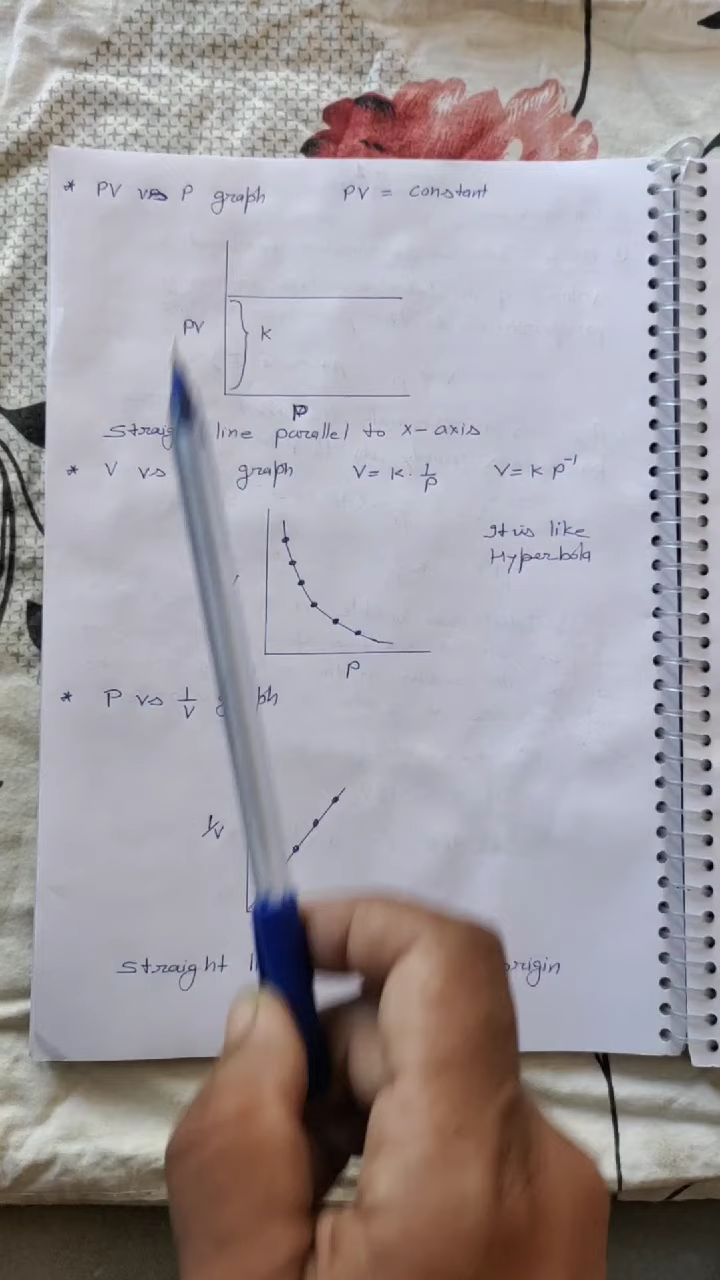 * PV vs P graph PV = constant
PV
K
P
straig line parallel to x-axis
* V vs graph V = K · 1/P V = K P⁻¹
It is like
Hyperbola
P
* P vs 1/V g ph
1/V
straight origin